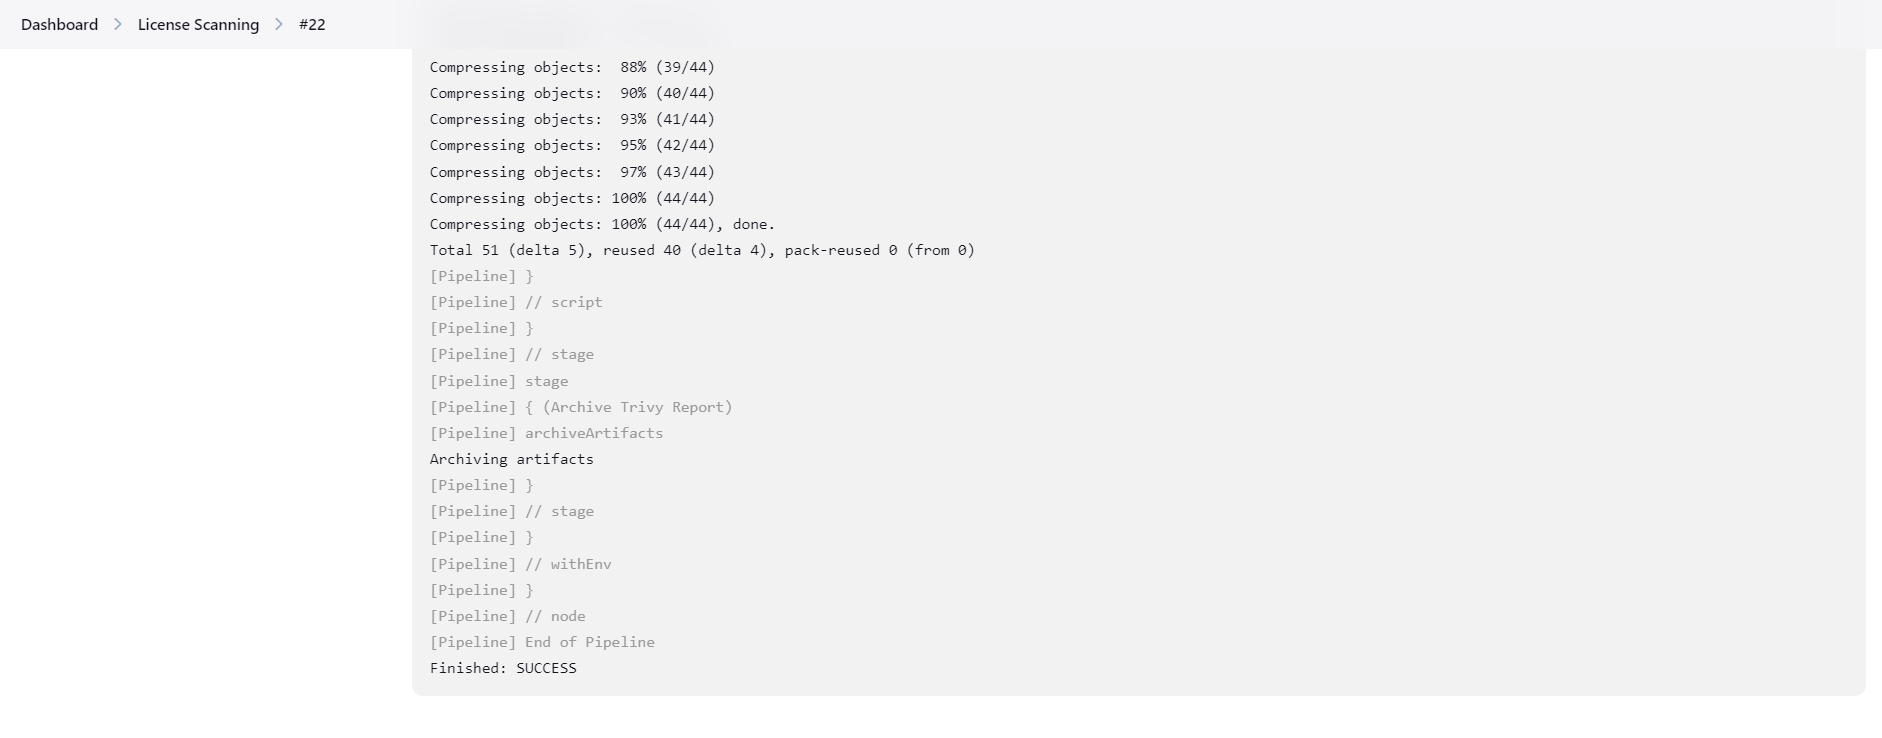 Dashboard > License Scanning > #22
Compressing objects:  88% (39/44)
Compressing objects:  90% (40/44)
Compressing objects:  93% (41/44)
Compressing objects:  95% (42/44)
Compressing objects:  97% (43/44)
Compressing objects: 100% (44/44)
Compressing objects: 100% (44/44), done.
Total 51 (delta 5), reused 40 (delta 4), pack-reused 0 (from 0)
[Pipeline] }
[Pipeline] // script
[Pipeline] }
[Pipeline] // stage
[Pipeline] stage
[Pipeline] { (Archive Trivy Report)
[Pipeline] archiveArtifacts
Archiving artifacts
[Pipeline] }
[Pipeline] // stage
[Pipeline] }
[Pipeline] // withEnv
[Pipeline] }
[Pipeline] // node
[Pipeline] End of Pipeline
Finished: SUCCESS